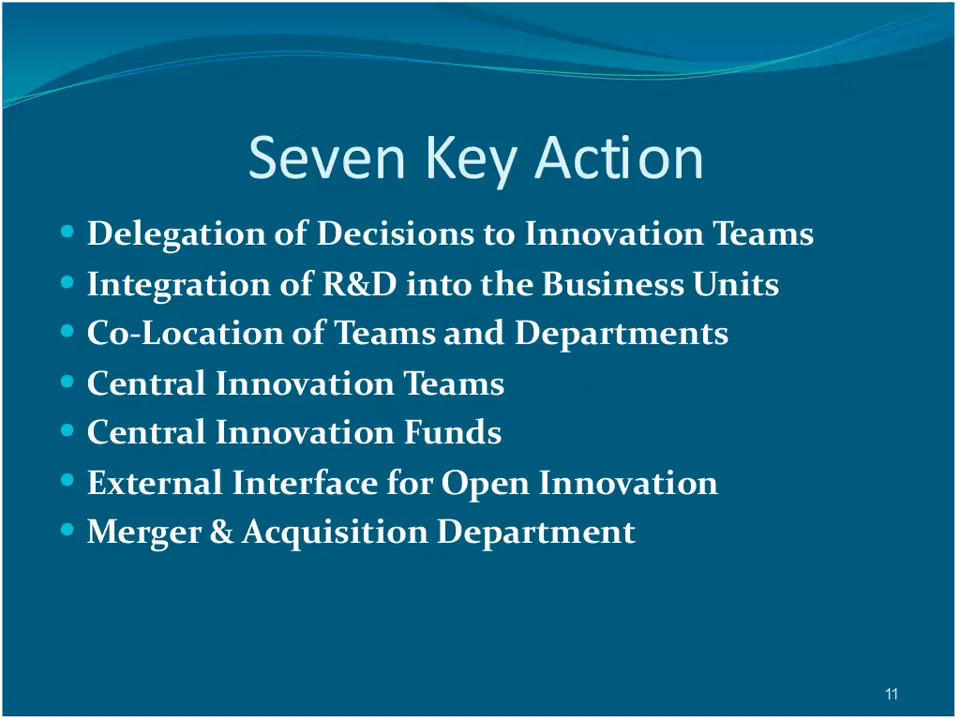 Seven Key Action
• Delegation of Decisions to Innovation Teams
• Integration of R&D into the Business Units
• Co-Location of Teams and Departments
• Central Innovation Teams
• Central Innovation Funds
• External Interface for Open Innovation
• Merger & Acquisition Department
11